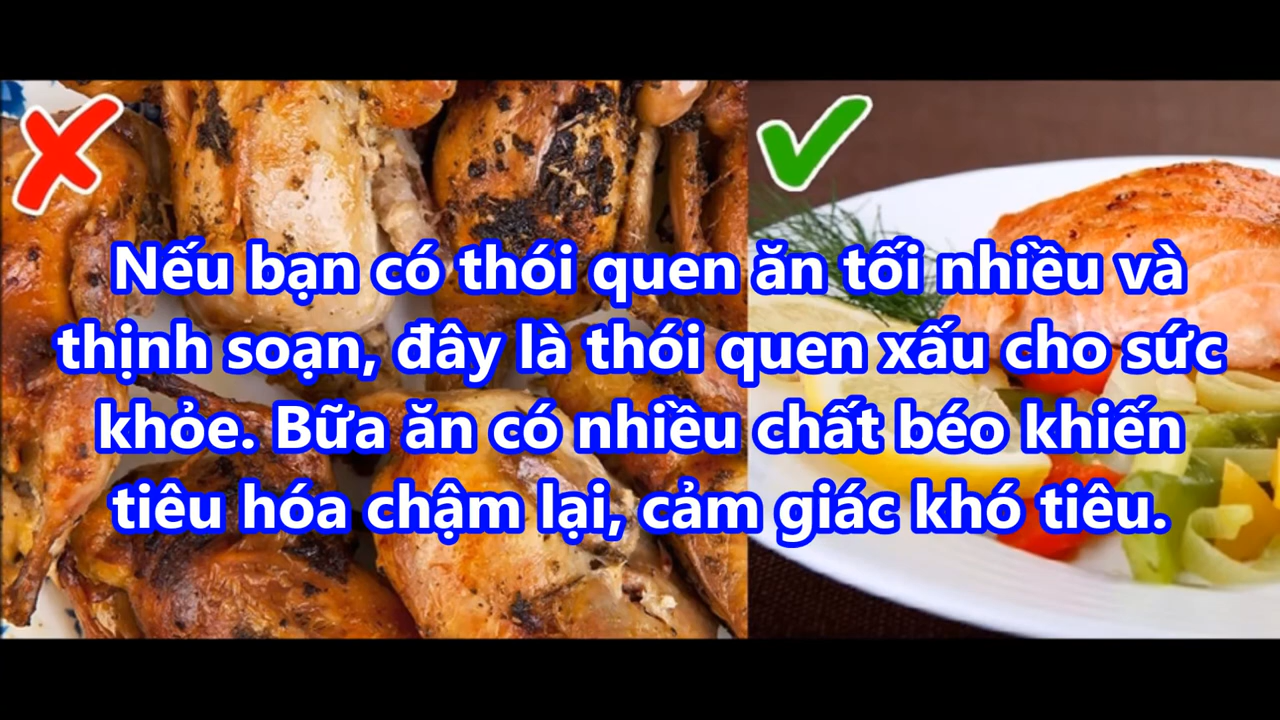 Nếu bạn có thói quen ăn tối nhiều và
thịnh soạn, đây là thói quen xấu cho sức
khỏe. Bữa ăn có nhiều chất béo khiến
tiêu hóa chậm lại, cảm giác khó tiêu.